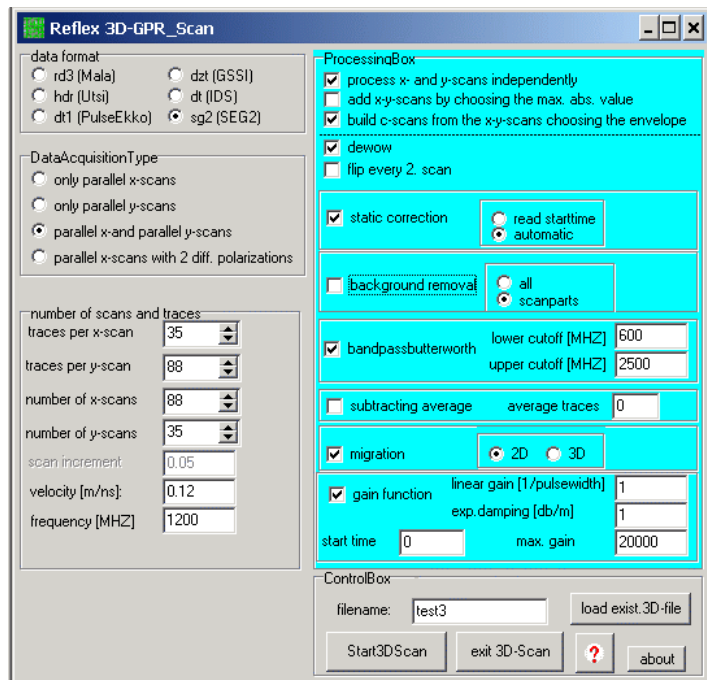 Reflex 3D-GPR_Scan
data format
rd3 (Mala) dzt (GSSI)
hdr (Utsi) dt (IDS)
dt1 (PulseEkko) sg2 (SEG2)
DataAcquisitionType
only parallel x-scans
only parallel y-scans
parallel x-and parallel y-scans
parallel x-scans with 2 diff. polarizations
number of scans and traces
traces per x-scan 35
traces per y-scan 88
number of x-scans 88
number of y-scans 35
scan increment 0.05
velocity [m/ns]: 0.12
frequency [MHZ] 1200
ProcessingBox
process x- and y-scans independently
add x-y-scans by choosing the max. abs. value
build c-scans from the x-y-scans choosing the envelope
dewow
flip every 2. scan
static correction
read starttime
automatic
background removal
all
scanparts
bandpassbutterworth
lower cutoff [MHZ] 600
upper cutoff [MHZ] 2500
subtracting average average traces 0
migration 2D 3D
gain function
linear gain [1/pulsewidth] 1
exp.damping [db/m] 1
start time 0 max. gain 20000
ControlBox
filename: test3 load exist.3D-file
Start3DScan exit 3D-Scan ? about